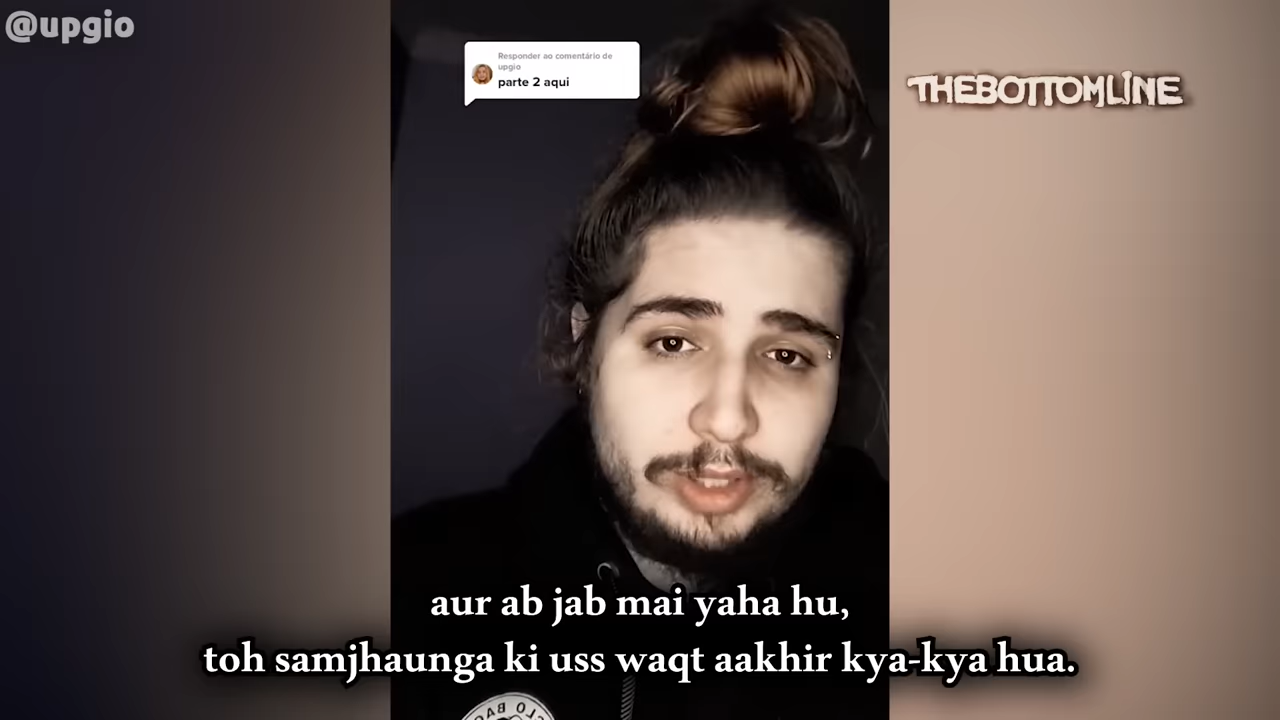 @upgio
Responder ao comentário de
upgio
parte 2 aqui
THEBOTTOMLINE
aur ab jab mai yaha hu,
toh samjhaunga ki uss waqt aakhir kya-kya hua.